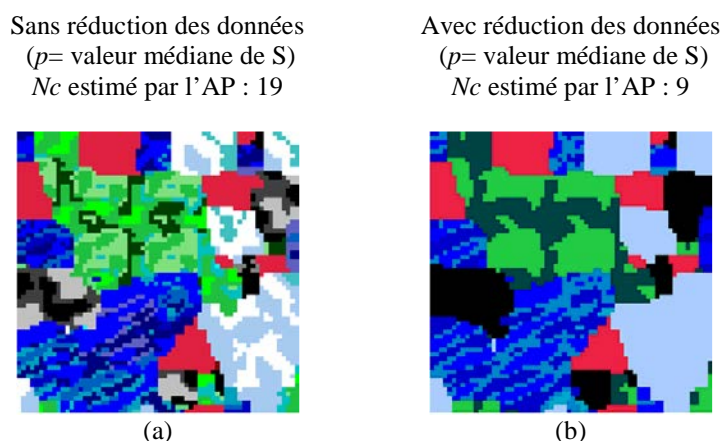 Sans réduction des données
(p= valeur médiane de S)
Nc estimé par l'AP : 19
Avec réduction des données
(p= valeur médiane de S)
Nc estimé par l'AP : 9
(a)
(b)